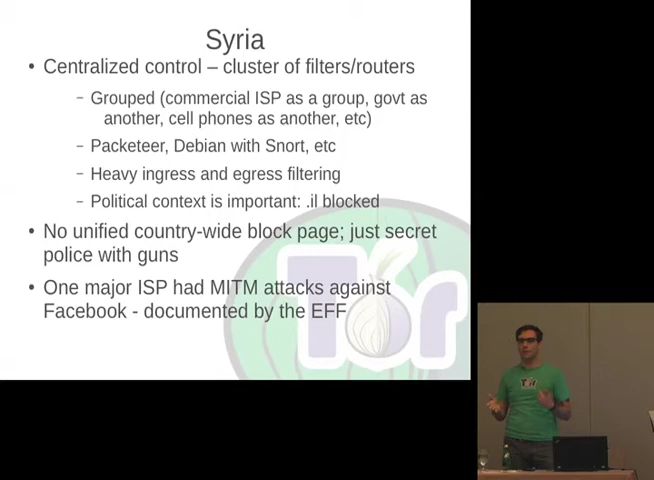 Syria
• Centralized control – cluster of filters/routers
– Grouped (commercial ISP as a group, govt as
another, cell phones as another, etc)
– Packeteer, Debian with Snort, etc
– Heavy ingress and egress filtering
– Political context is important: .il blocked
• No unified country-wide block page; just secret
police with guns
• One major ISP had MITM attacks against
Facebook - documented by the EFF
Tor
Tor